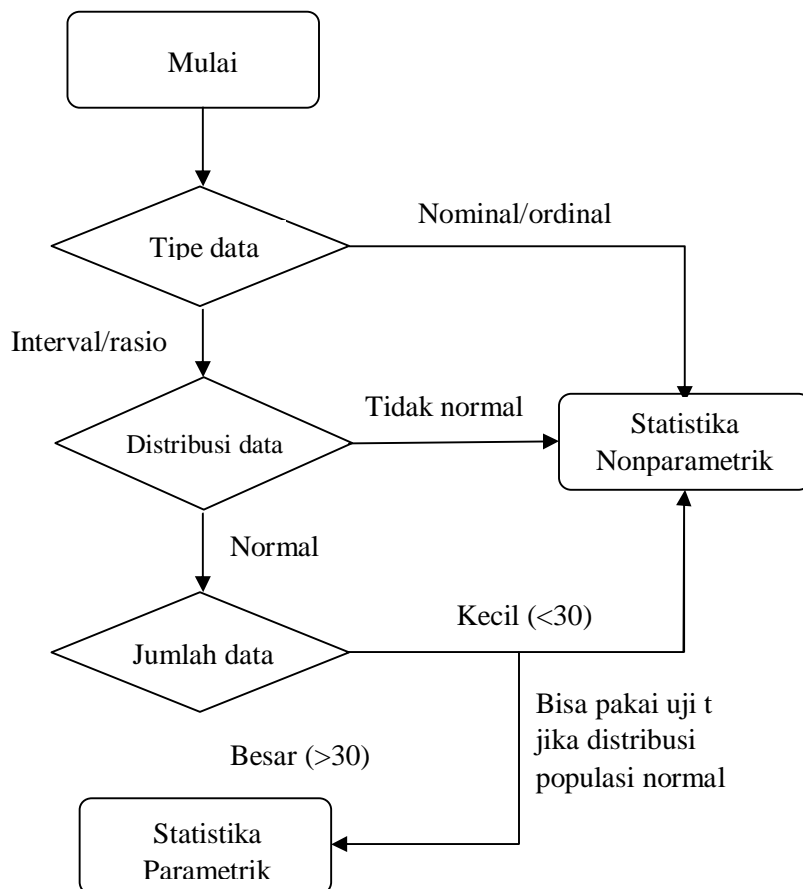 Mulai
Nominal/ordinal
Tipe data
Interval/rasio
Tidak normal
Distribusi data
Statistika
Nonparametrik
Normal
Kecil (<30)
Jumlah data
Bisa pakai uji t
jika distribusi
populasi normal
Besar (>30)
Statistika
Parametrik